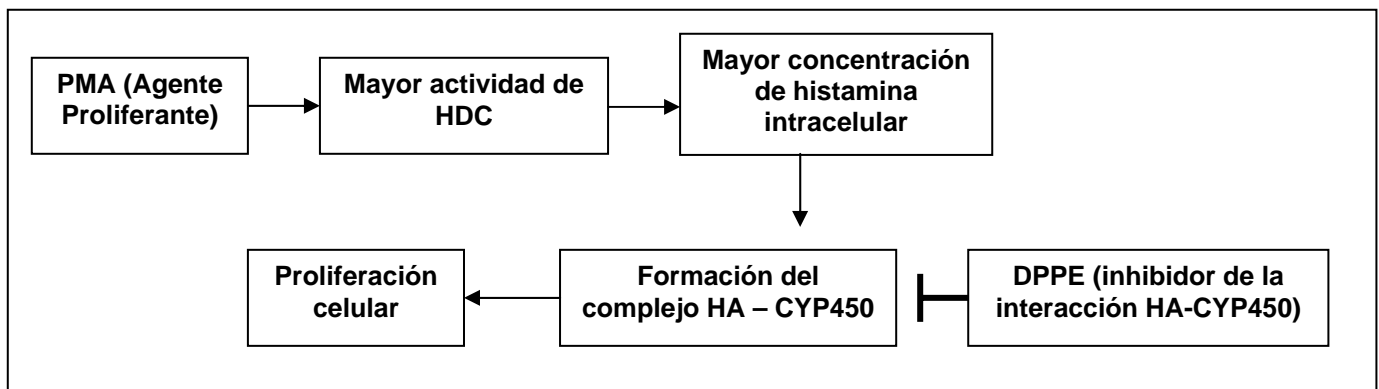 PMA (Agente
Proliferante)
Mayor actividad de
HDC
Mayor concentración
de histamina
intracelular
Proliferación
celular
Formación del
complejo HA – CYP450
DPPE (inhibidor de la
interacción HA-CYP450)